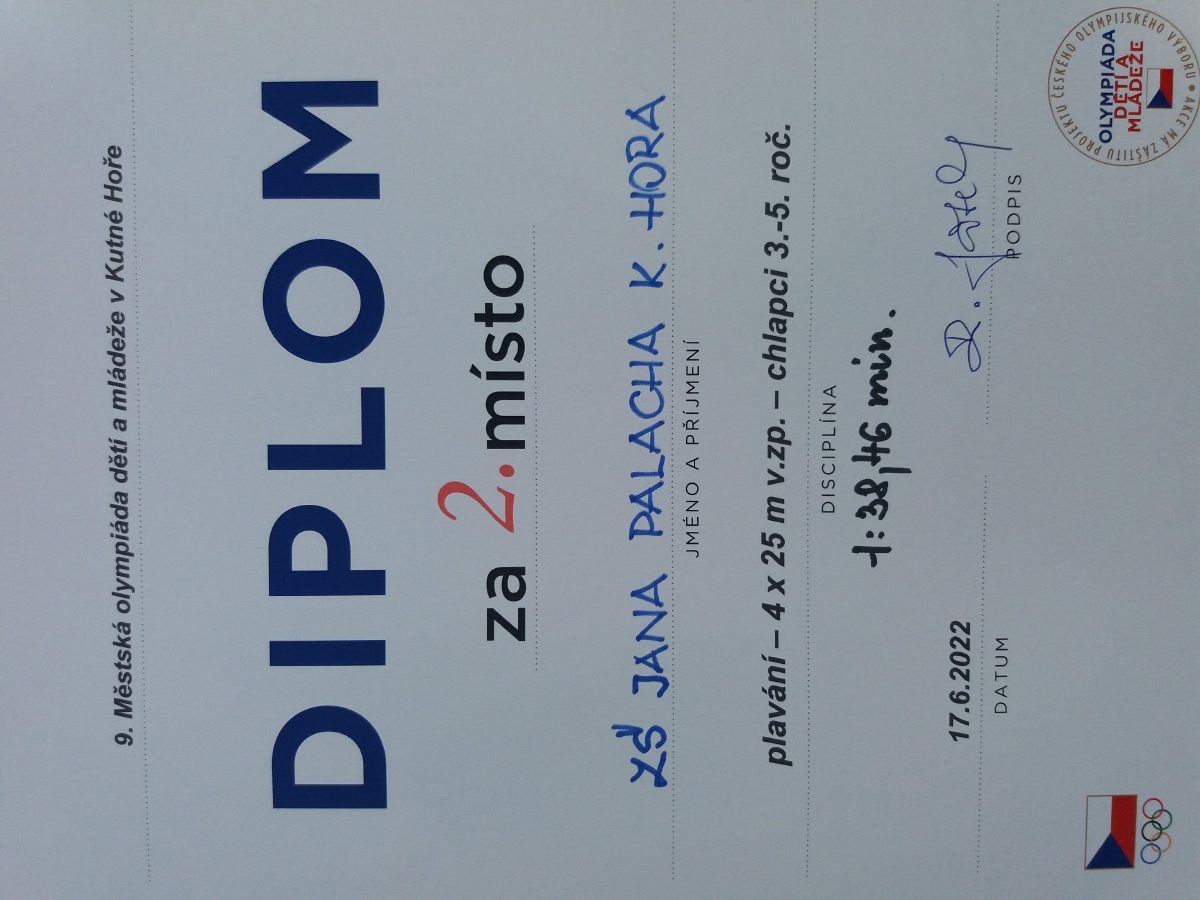 9. Městská olympiáda dětí a mládeže v Kutné Hoře
DIPLOM
za 2. místo
ZŠ JANA PALACHA K. HORA
JMÉNO A PŘÍJMENÍ
plavání – 4 x 25 m v.zp. – chlapci 3.-5. roč.
DISCIPLÍNA
1:38,46 min.
17.6.2022
DATUM
R.
PODPIS
OLYMPIÁDA
DĚTÍ A
MLÁDEŽE
AKCE MÁ ZÁŠTITU PROJEKTU ČESKÉHO OLYMPIJSKÉHO VÝBORU